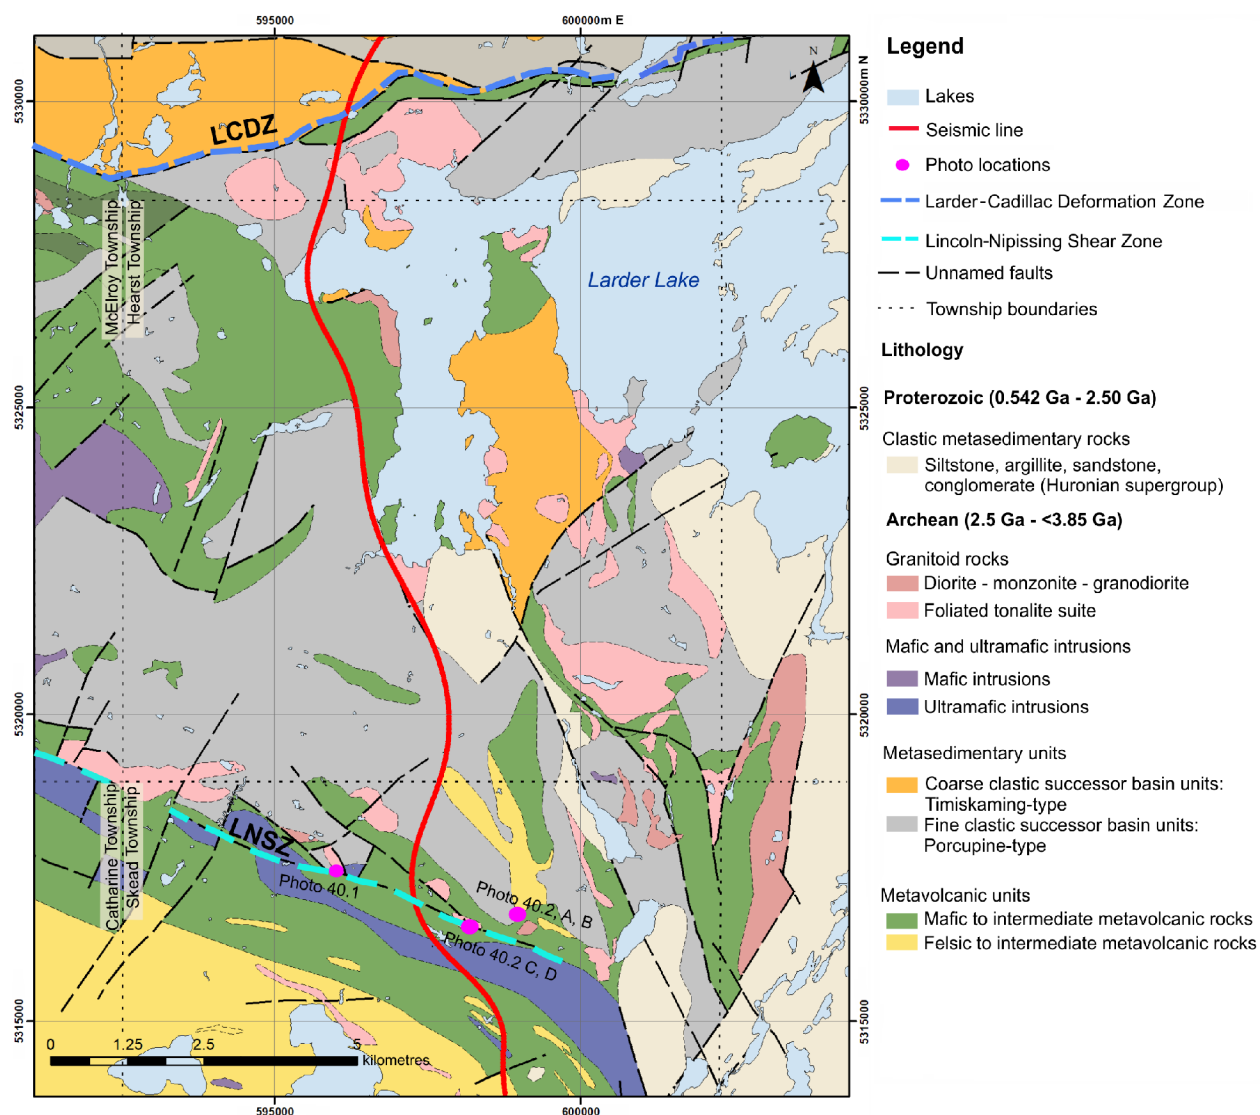 595000
600000m E
N
5330000
5330000m N
LCDZ
McElroy Township
Hearst Township
Larder Lake
5325000
5325000
5320000
5320000
Catharine Township
Skead Township
LNSZ
Photo 40.1
Photo 40.2, A, B
Photo 40.2 C, D
5315000
5315000
0 1.25 2.5 5
kilometres
595000
600000
Legend
Lakes
Seismic line
Photo locations
Larder-Cadillac Deformation Zone
Lincoln-Nipissing Shear Zone
Unnamed faults
Township boundaries
Lithology
Proterozoic (0.542 Ga - 2.50 Ga)
Clastic metasedimentary rocks
Siltstone, argillite, sandstone,
conglomerate (Huronian supergroup)
Archean (2.5 Ga - <3.85 Ga)
Granitoid rocks
Diorite - monzonite - granodiorite
Foliated tonalite suite
Mafic and ultramafic intrusions
Mafic intrusions
Ultramafic intrusions
Metasedimentary units
Coarse clastic successor basin units:
Timiskaming-type
Fine clastic successor basin units:
Porcupine-type
Metavolcanic units
Mafic to intermediate metavolcanic rocks
Felsic to intermediate metavolcanic rocks